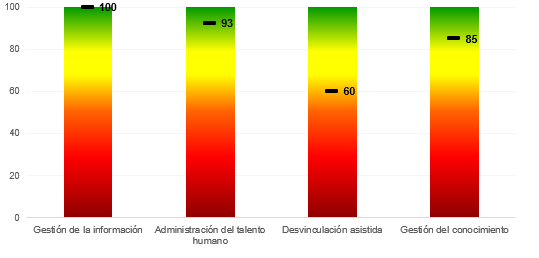 100
80
60
40
20
0
100
93
60
85
Gestión de la información
Administración del talento
humano
Desvinculación asistida
Gestión del conocimiento